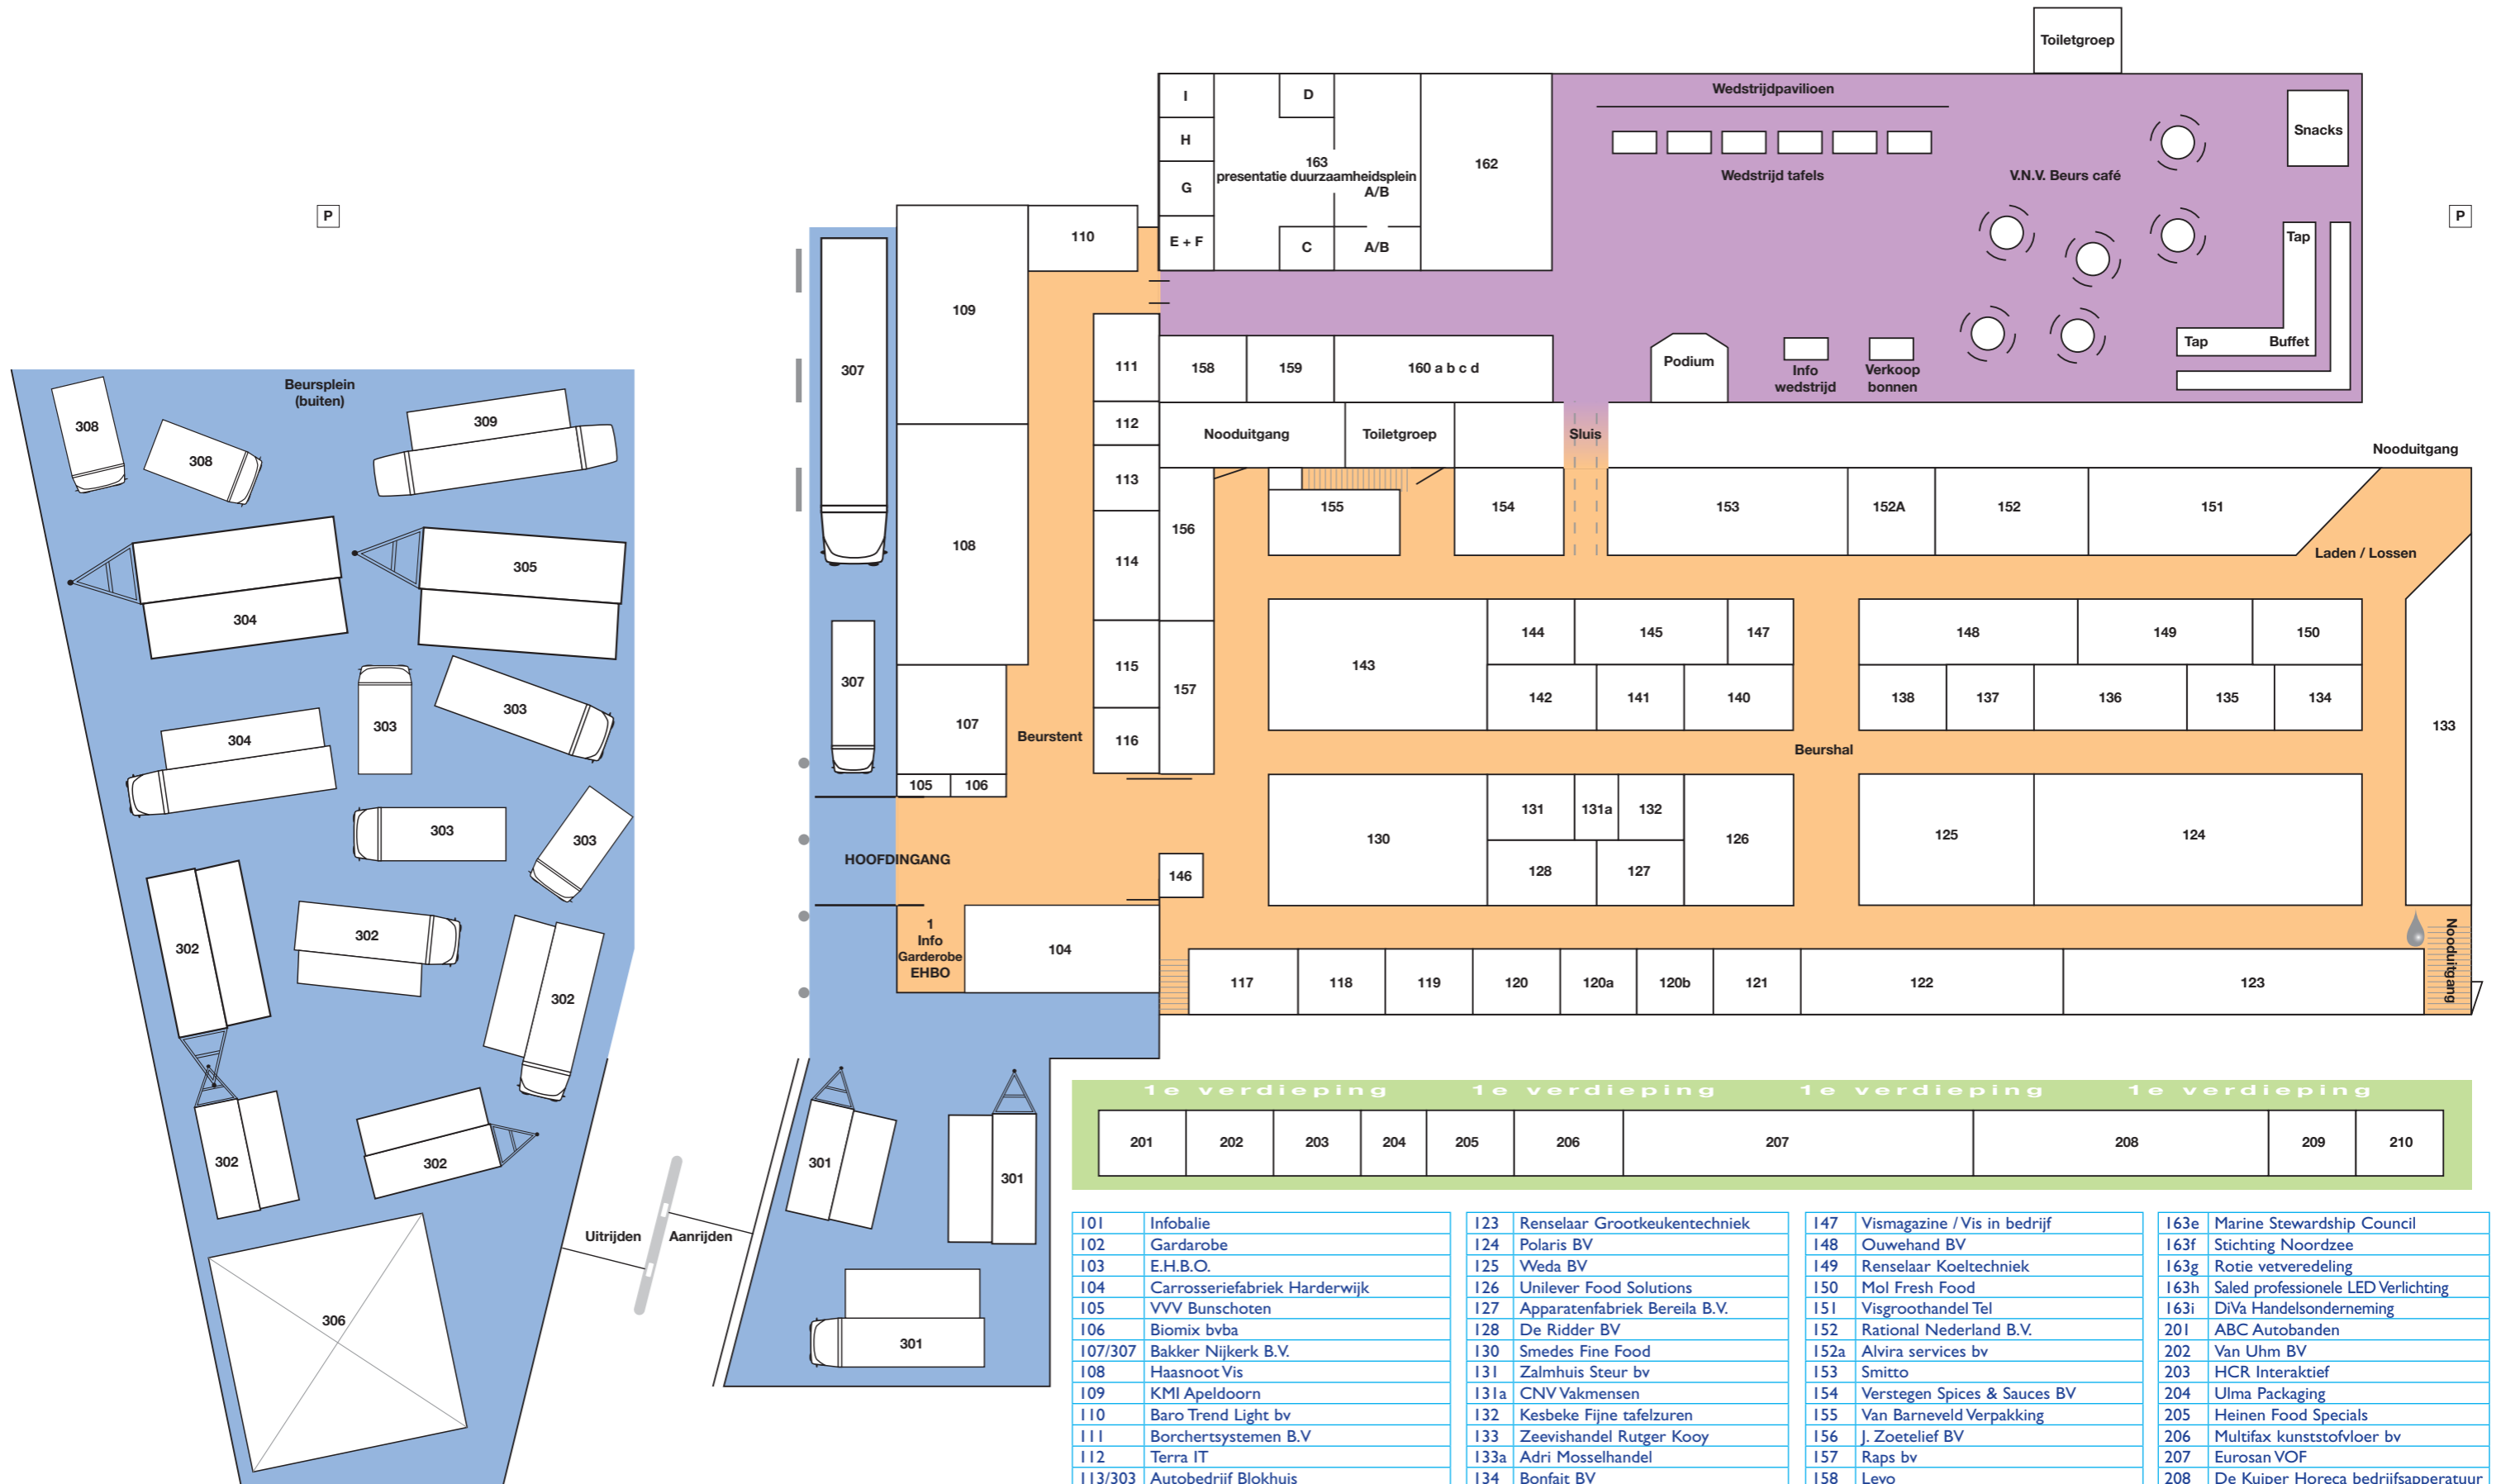 Toiletgroep
I
D
Wedstrijdpavilioen
Snacks
H
163
presentatie duurzaamheidsplein
A/B
162
G
Wedstrijd tafels
V.N.V. Beurs café
P
P
E + F
C
A/B
110
Tap
109
307
111
158
159
160 a b c d
Podium
Info
wedstrijd
Verkoop
bonnen
Tap
Buffet
Beursplein
(buiten)
308
308
309
112
Nooduitgang
Toiletgroep
Sluis
Nooduitgang
113
156
155
154
153
152A
152
151
Laden / Lossen
108
114
304
305
115
157
143
144
145
147
148
149
150
142
141
140
138
137
136
135
134
133
307
107
Beurstent
116
Beurshal
303
303
304
105
106
303
303
130
131
131a
132
126
125
124
128
127
HOOFDINGANG
146
1
Info
Garderobe
EHBO
104
Nooduitgang
302
302
302
117
118
119
120
120a
120b
121
122
123
1e verdieping 1e verdieping 1e verdieping 1e verdieping
201
202
203
204
205
206
207
208
209
210
302
302
301
301
Uitrijden
Aanrijden
306
301
101 Infobalie
102 Gardarobe
103 E.H.B.O.
104 Carrosseriefabriek Harderwijk
105 VVV Bunschoten
106 Biomix bvba
107/307 Bakker Nijkerk B.V.
108 Haasnoot Vis
109 KMI Apeldoorn
110 Baro Trend Light bv
111 Borchertsystemen B.V
112 Terra IT
113/303 Autobedrijf Blokhuis
123 Renselaar Grootkeukentechniek
124 Polaris BV
125 Weda BV
126 Unilever Food Solutions
127 Apparatenfabriek Bereila B.V.
128 De Ridder BV
130 Smedes Fine Food
131 Zalmhuis Steur bv
131a CNV Vakmensen
132 Kesbeke Fijne tafelzuren
133 Zeevishandel Rutger Kooy
133a Adri Mosselhandel
134 Bonfait BV
147 Vismagazine / Vis in bedrijf
148 Ouwehand BV
149 Renselaar Koeltechniek
150 Mol Fresh Food
151 Visgroothandel Tel
152 Rational Nederland B.V.
152a Alvira services bv
153 Smitto
154 Verstegen Spices & Sauces BV
155 Van Barneveld Verpakking
156 J. Zoetelief BV
157 Raps bv
158 Levo
163e Marine Stewardship Council
163f Stichting Noordzee
163g Rotie vetveredeling
163h Saled professionele LED Verlichting
163i DiVa Handelsonderneming
201 ABC Autobanden
202 Van Uhm BV
203 HCR Interaktief
204 Ulma Packaging
205 Heinen Food Specials
206 Multifax kunststofvloer bv
207 Eurosan VOF
208 De Kuiper Horeca bedrijfsapperatuur